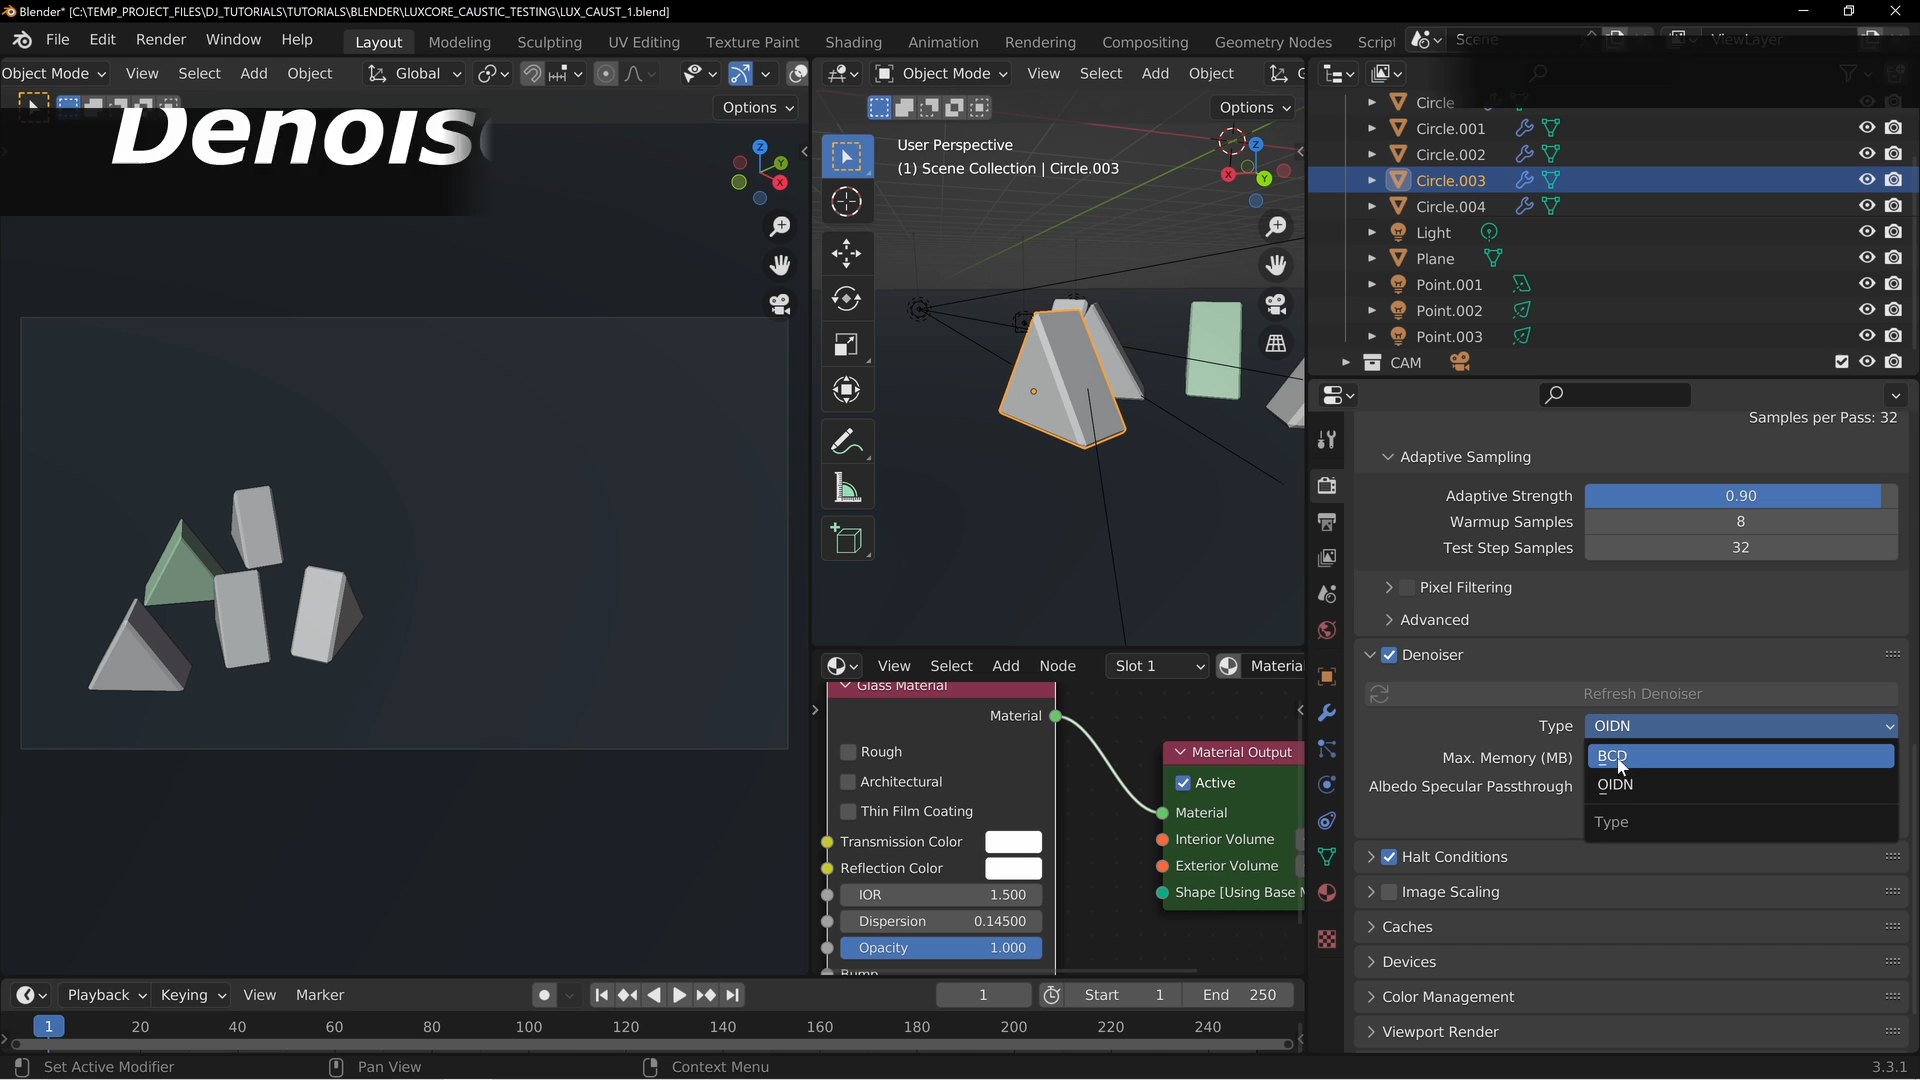 Blender* [C:\TEMP_PROJECT_FILES\DJ_TUTORIALS\TUTORIALS\BLENDER\LUXCORE_CAUSTIC_TESTING\LUX_CAUST_1.blend]
File Edit Render Window Help Layout Modeling Sculpting UV Editing Texture Paint Shading Animation Rendering Compositing Geometry Nodes Script Scene ViewLayer
Object Mode View Select Add Object Global
Object Mode View Select Add Object
Options
Options
Denois
User Perspective
(1) Scene Collection | Circle.003
Circle
Circle.001
Circle.002
Circle.003
Circle.004
Light
Plane
Point.001
Point.002
Point.003
CAM
Samples per Pass: 32
Adaptive Sampling
Adaptive Strength 0.90
Warmup Samples 8
Test Step Samples 32
Pixel Filtering
Advanced
Denoiser
Refresh Denoiser
Type OIDN
Max. Memory (MB) BCD
Albedo Specular Passthrough OIDN
Type
Halt Conditions
Image Scaling
Caches
Devices
Color Management
Viewport Render
View Select Add Node Slot 1 Material
Glass Material
Material
Rough
Architectural
Thin Film Coating
Transmission Color
Reflection Color
IOR 1.500
Dispersion 0.14500
Opacity 1.000
Bump
Material Output
Active
Material
Interior Volume
Exterior Volume
Shape [Using Base
Z Y X
Z X Y
Playback Keying View Marker 1 Start 1 End 250
1 20 40 60 80 100 120 140 160 180 200 220 240
Set Active Modifier Pan View Context Menu 3.3.1